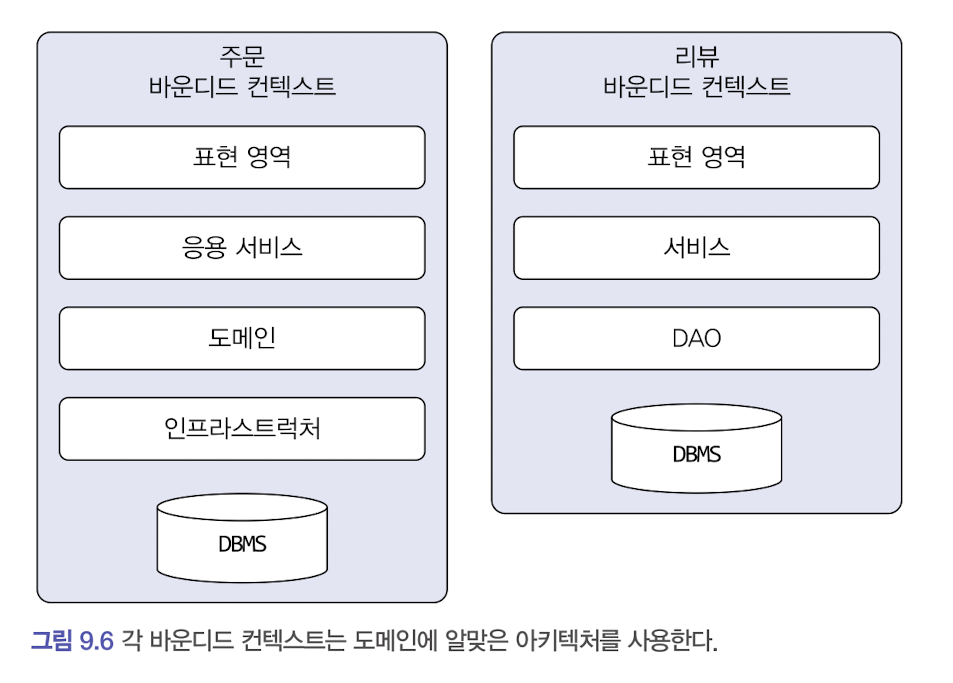 주문
바운디드 컨텍스트
표현 영역
응용 서비스
도메인
인프라스트럭처
DBMS
리뷰
바운디드 컨텍스트
표현 영역
서비스
DAO
DBMS
그림 9.6 각 바운디드 컨텍스트는 도메인에 알맞은 아키텍처를 사용한다.